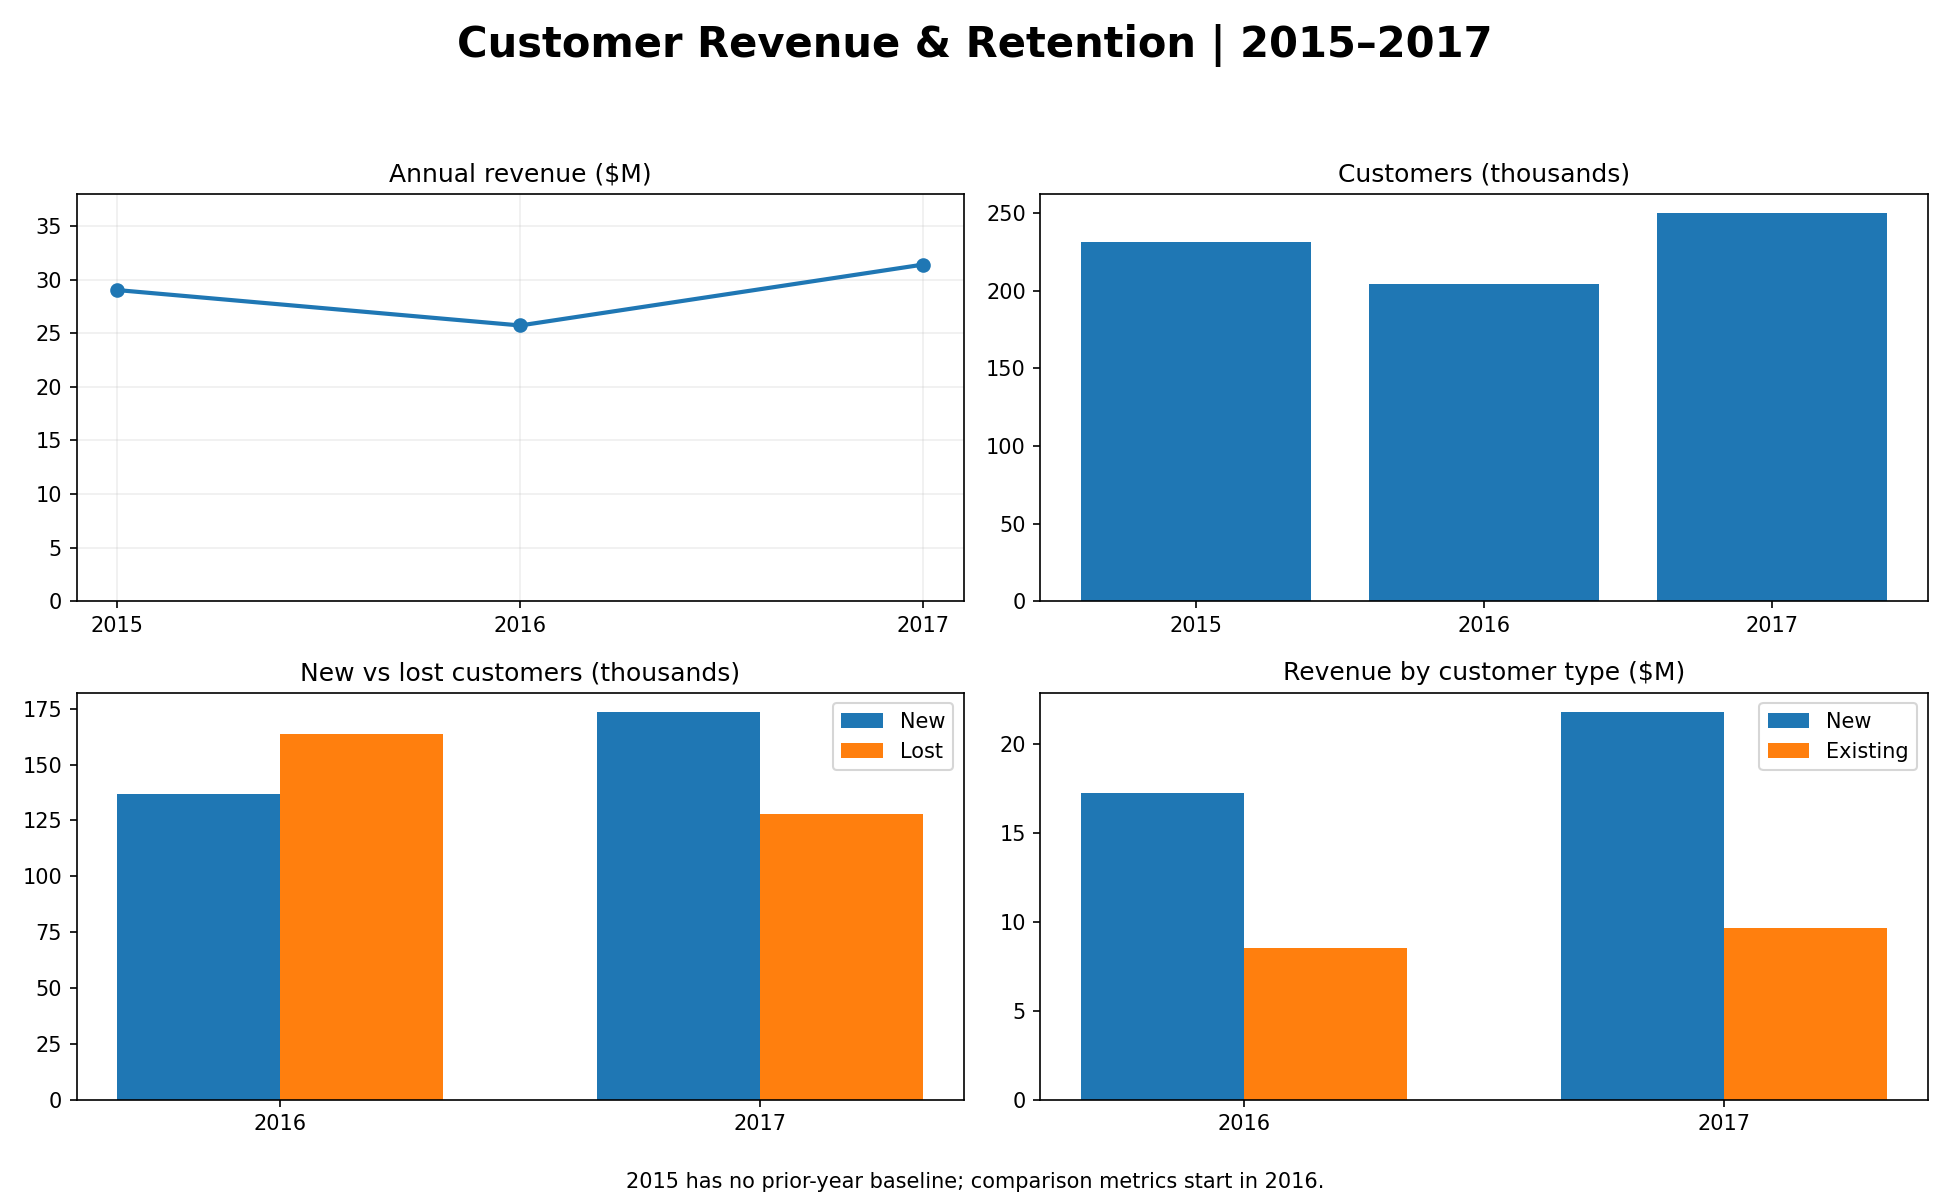 Customer Revenue & Retention | 2015–2017
Annual revenue ($M)
35
30
25
20
15
10
5
0
2015 2016 2017
Customers (thousands)
250
200
150
100
50
0
2015 2016 2017
New vs lost customers (thousands)
175
150
125
100
75
50
25
0
New
Lost
2016 2017
Revenue by customer type ($M)
20
15
10
5
0
New
Existing
2016 2017
2015 has no prior-year baseline; comparison metrics start in 2016.